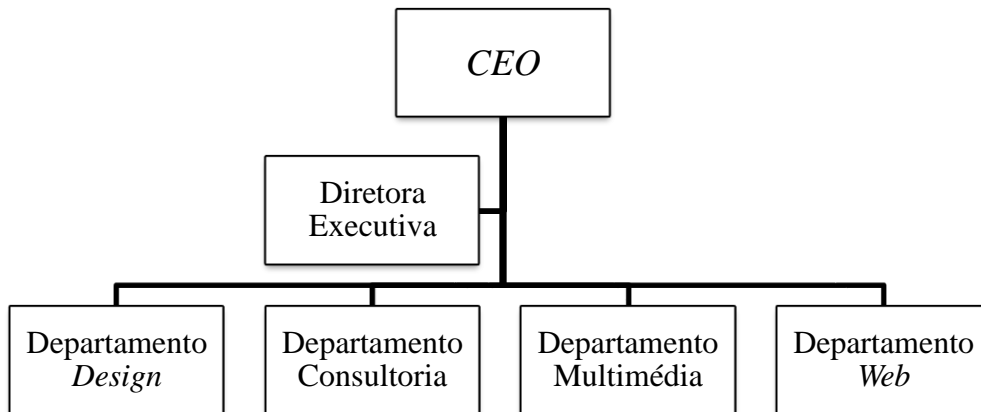 CEO
Diretora
Executiva
Departamento
Design
Departamento
Consultoria
Departamento
Multimédia
Departamento
Web